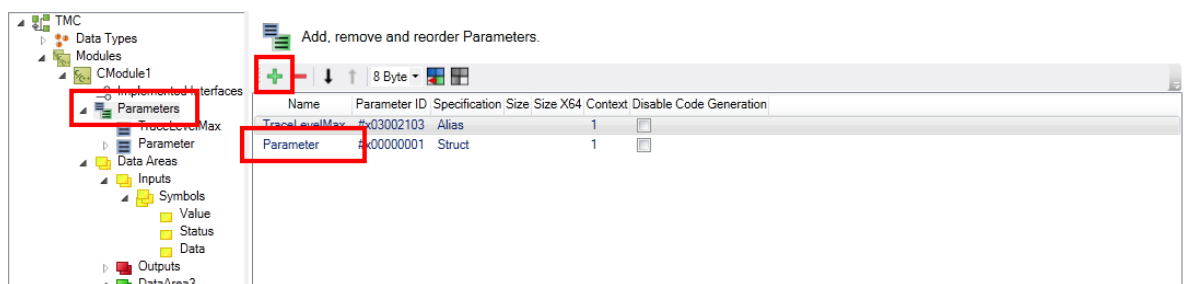 TMC
Data Types
Modules
CModule1
Implemented Interfaces
Parameters
TraceLevelMax
Parameter
Data Areas
Inputs
Symbols
Value
Status
Data
Outputs
DataArea3
Add, remove and reorder Parameters.
8 Byte
Name Parameter ID Specification Size Size X64 Context Disable Code Generation
TraceLevelMax #x03002103 Alias 1
Parameter #x00000001 Struct 1